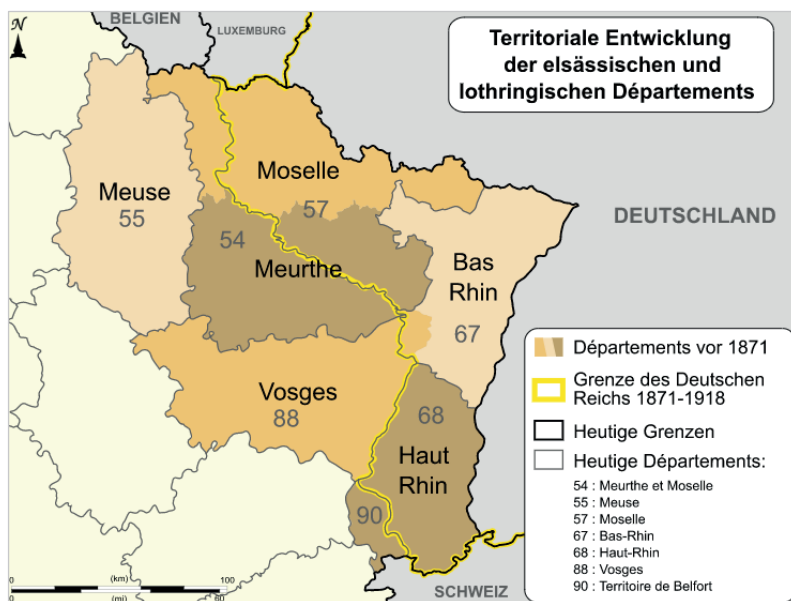 BELGIEN
LUXEMBURG
N
Territoriale Entwicklung
der elsässischen und
lothringischen Départements
Moselle
57
Meuse
55
DEUTSCHLAND
54
Meurthe
Bas
Rhin
67
Départements vor 1871
Grenze des Deutschen
Reichs 1871-1918
Vosges
88
68
Heutige Grenzen
Haut
Rhin
Heutige Départements:
54 : Meurthe et Moselle
55 : Meuse
57 : Moselle
67 : Bas-Rhin
68 : Haut-Rhin
88 : Vosges
90 : Territoire de Belfort
90
0 (km) 100
0 (mi) 60
SCHWEIZ